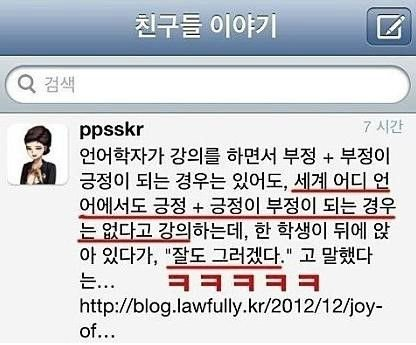 친구들 이야기
검색
ppsskr
7 시간
언어학자가 강의를 하면서 부정 + 부정이
긍정이 되는 경우는 있어도, 세계 어디 언
어에서도 긍정 + 긍정이 부정이 되는 경우
는 없다고 강의하는데, 한 학생이 뒤에 앉
아 있다가, "잘도 그러겠다." 고 말했다
는... ㅋㅋㅋㅋㅋ
http://blog.lawfully.kr/2012/12/joy-
of...